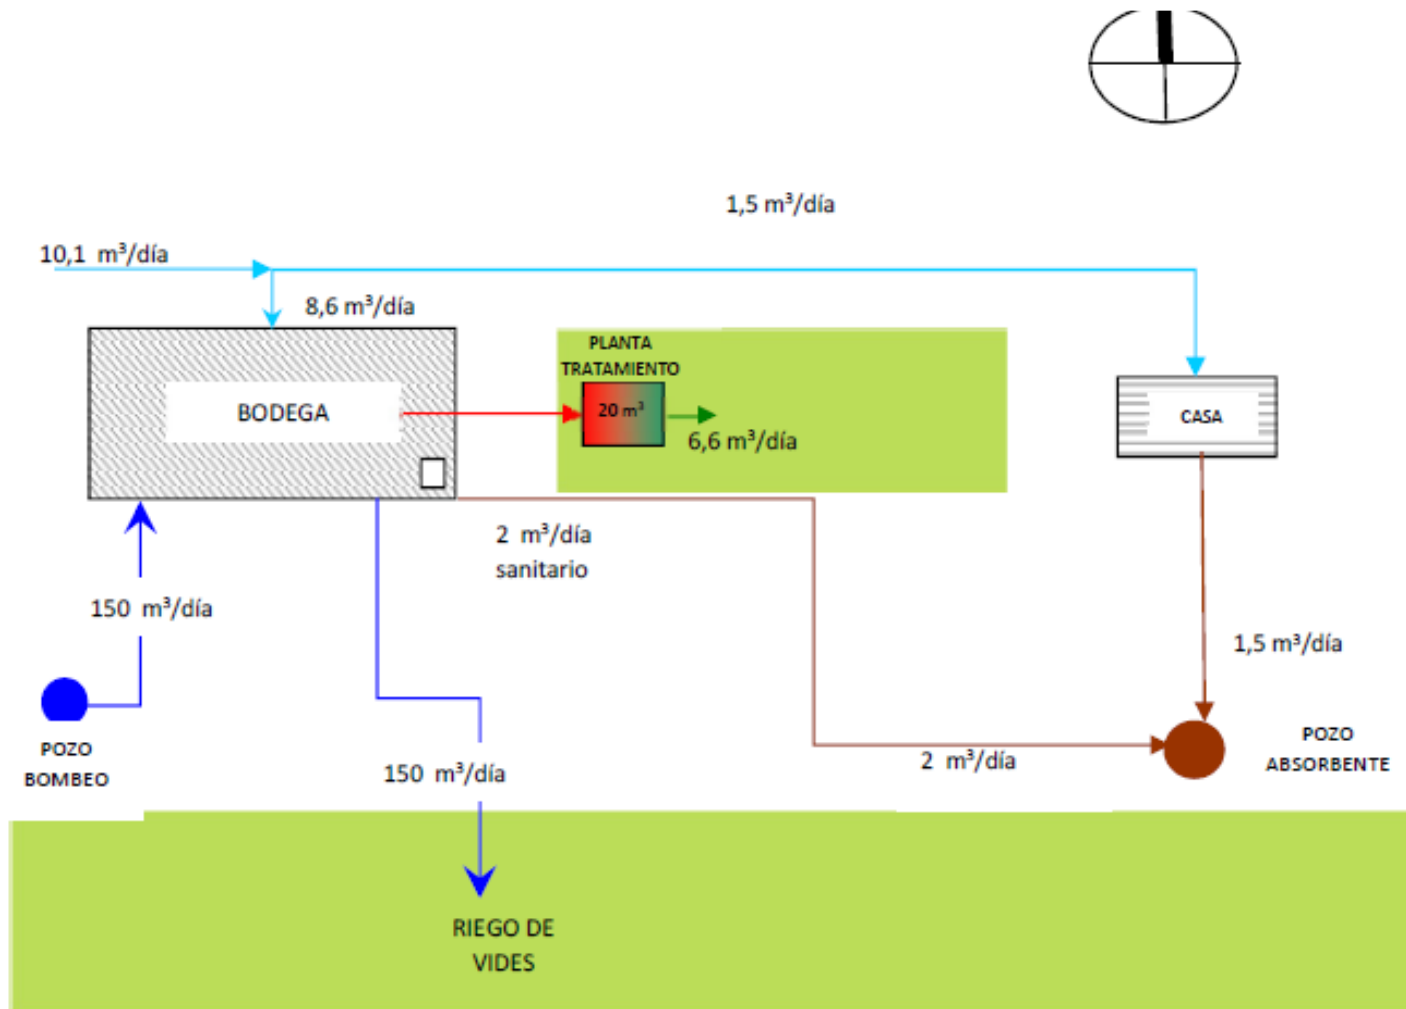 1,5 m³/día
10,1 m³/día
8,6 m³/día
PLANTA
TRATAMIENTO
BODEGA
20 m³
CASA
6,6 m³/día
2 m³/día
sanitario
150 m³/día
1,5 m³/día
POZO
BOMBEO
POZO
ABSORBENTE
150 m³/día
2 m³/día
RIEGO DE
VIDES